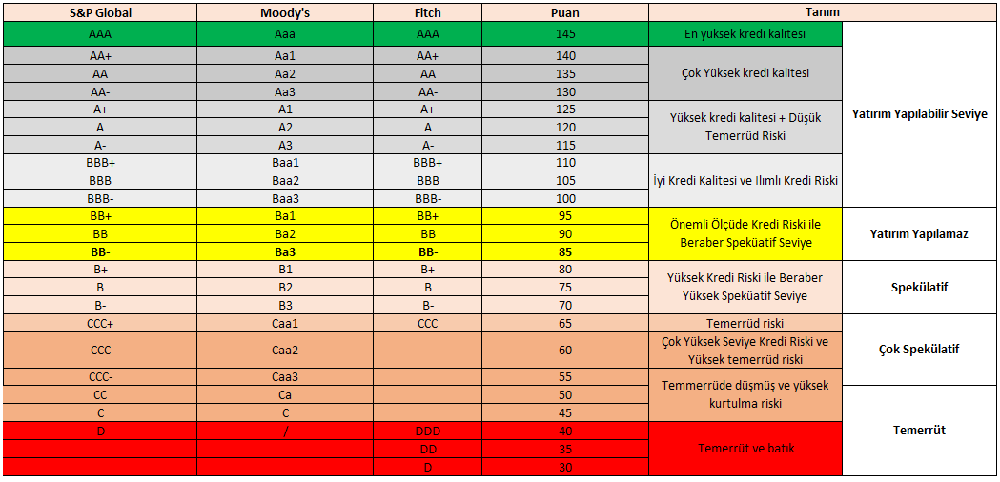 S&P Global Moody's Fitch Puan Tanım
AAA Aaa AAA 145 En yüksek kredi kalitesi
AA+ Aa1 AA+ 140
AA Aa2 AA 135 Çok Yüksek kredi kalitesi
AA- Aa3 AA- 130
A+ A1 A+ 125
A A2 A 120 Yüksek kredi kalitesi + Düşük
Temerrüd Riski
Yatırım Yapılabilir Seviye
A- A3 A- 115
BBB+ Baa1 BBB+ 110
BBB Baa2 BBB 105 İyi Kredi Kalitesi ve Ilımlı Kredi Riski
BBB- Baa3 BBB- 100
BB+ Ba1 BB+ 95
BB Ba2 BB 90 Önemli Ölçüde Kredi Riski ile
Beraber Speküatif Seviye
Yatırım Yapılamaz
BB- Ba3 BB- 85
B+ B1 B+ 80
B B2 B 75 Yüksek Kredi Riski ile Beraber
Yüksek Speküatif Seviye
Spekülatif
B- B3 B- 70
CCC+ Caa1 CCC 65 Temerrüd riski
CCC Caa2 60 Çok Yüksek Seviye Kredi Riski ve
Yüksek temerrüd riski
Çok Spekülatif
CCC- Caa3 55
CC Ca 50 Temmerrüde düşmüş ve yüksek
kurtulma riski
C C 45
Temerrüt
D / DDD 40
DD 35 Temerrüt ve batık
D 30